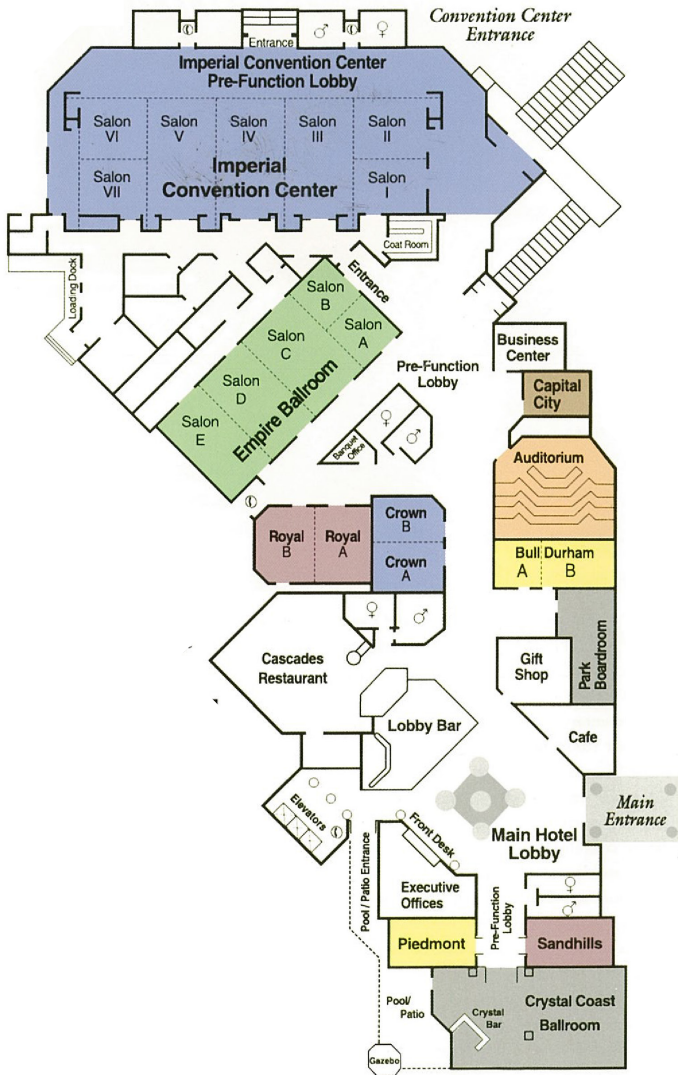 Convention Center
Entrance
Entrance
Imperial Convention Center
Pre-Function Lobby
Salon
VI
Salon
V
Salon
IV
Salon
III
Salon
II
Imperial
Convention Center
Salon
VII
Salon
I
Coat Room
Loading Dock
Entrance
Salon
B
Salon
A
Salon
C
Salon
D
Salon
E
Empire Ballroom
Pre-Function
Lobby
Business
Center
Capital
City
Banquet
Office
Auditorium
Royal
B
Royal
A
Crown
B
Crown
A
Bull Durham
A B
Cascades
Restaurant
Gift
Shop
Park
Boardroom
Lobby Bar
Cafe
Elevators
Main
Entrance
Front Desk
Main Hotel
Lobby
Pool / Patio Entrance
Executive
Offices
Pre-Function
Lobby
Piedmont
Sandhills
Pool/
Patio
Crystal
Bar
Crystal Coast
Ballroom
Gazebo